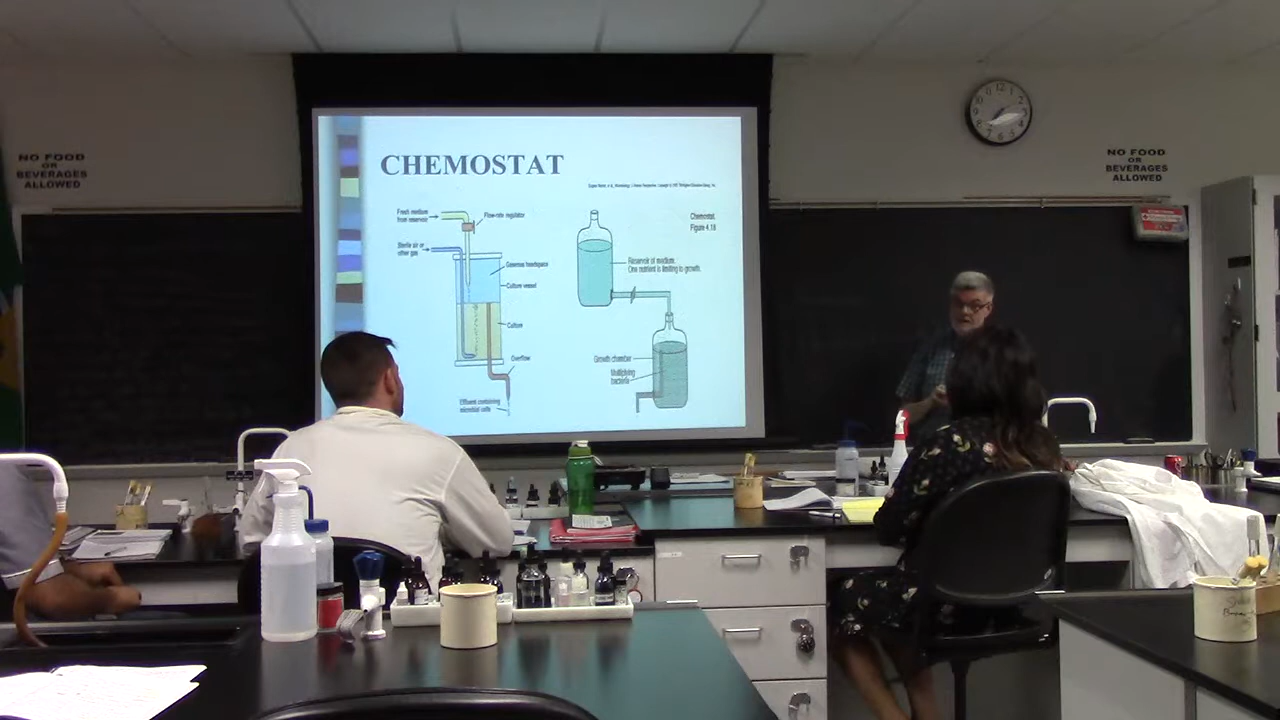 NO FOOD
OR
BEVERAGES
ALLOWED
CHEMOSTAT
Fresh medium
from reservoir
Flow-rate regulator
Sterile air or
other gas
Gaseous headspace
Culture vessel
Culture
Overflow
Effluent containing
microbial cells
Chemostat.
Figure 4.18
Reservoir of medium.
One nutrient is limiting to growth.
Growth chamber
Multiplying
bacteria
12
NO FOOD
OR
BEVERAGES
ALLOWED